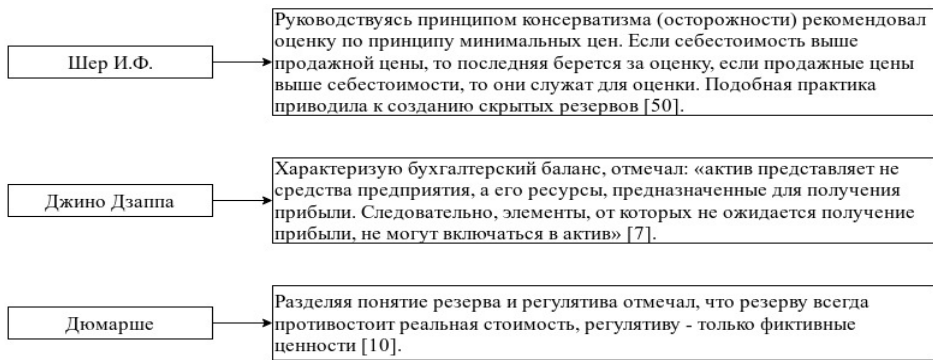 Шер И.Ф.
Руководствуясь принципом консерватизма (осторожности) рекомендовал
оценку по принципу минимальных цен. Если себестоимость выше
продажной цены, то последняя берется за оценку, если продажные цены
выше себестоимости, то они служат для оценки. Подобная практика
приводила к созданию скрытых резервов [50].
Джино Дзаппа
Характеризую бухгалтерский баланс, отмечал: «актив представляет не
средства предприятия, а его ресурсы, предназначенные для получения
прибыли. Следовательно, элементы, от которых не ожидается получение
прибыли, не могут включаться в актив» [7].
Дюмарше
Разделяя понятие резерва и регулятива отмечал, что резерву всегда
противостоит реальная стоимость, регулятиву - только фиктивные
ценности [10].